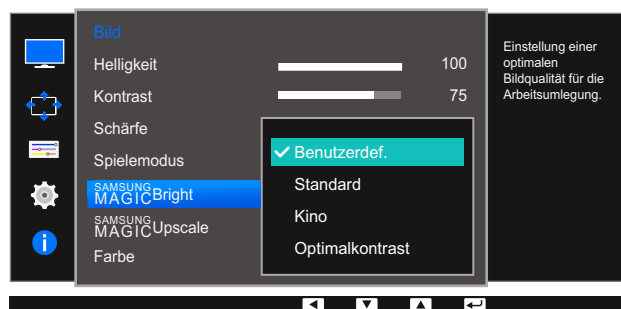 Bild
Helligkeit 100
Kontrast 75
Schärfe
Spielemodus
SAMSUNG
MAGICBright
SAMSUNG
MAGICUpscale
Farbe
Benutzerdef.
Standard
Kino
Optimalkontrast
Einstellung einer
optimalen
Bildqualität für die
Arbeitsumlegung.